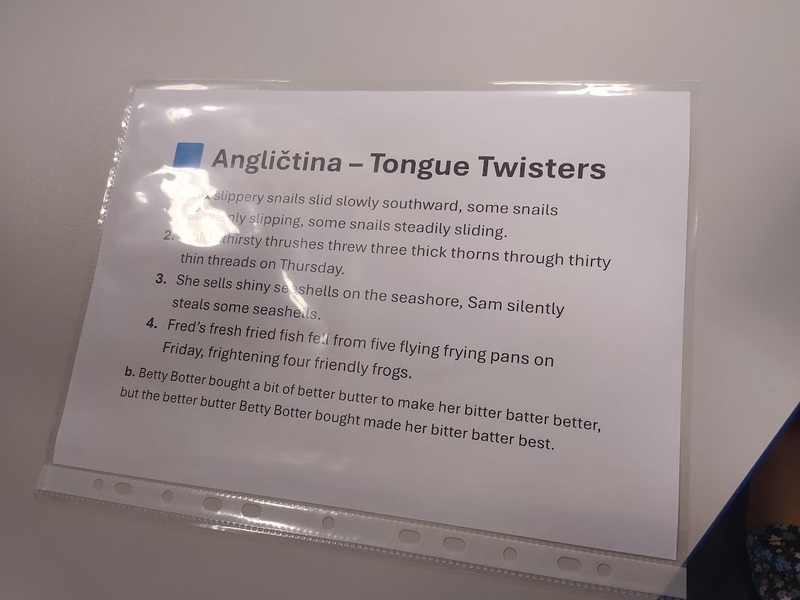 Angličtina – Tongue Twisters
slippery snails slid slowly southward, some snails
slipping, some snails steadily sliding.
2. thirsty thrushes threw three thick thorns through thirty
thin threads on Thursday.
3. She sells shiny seashells on the seashore, Sam silently
steals some seashells.
4. Fred's fresh fried fish fell from five flying frying pans on
Friday, frightening four friendly frogs.
b. Betty Botter bought a bit of better butter to make her bitter batter better,
but the better butter Betty Botter bought made her bitter batter best.